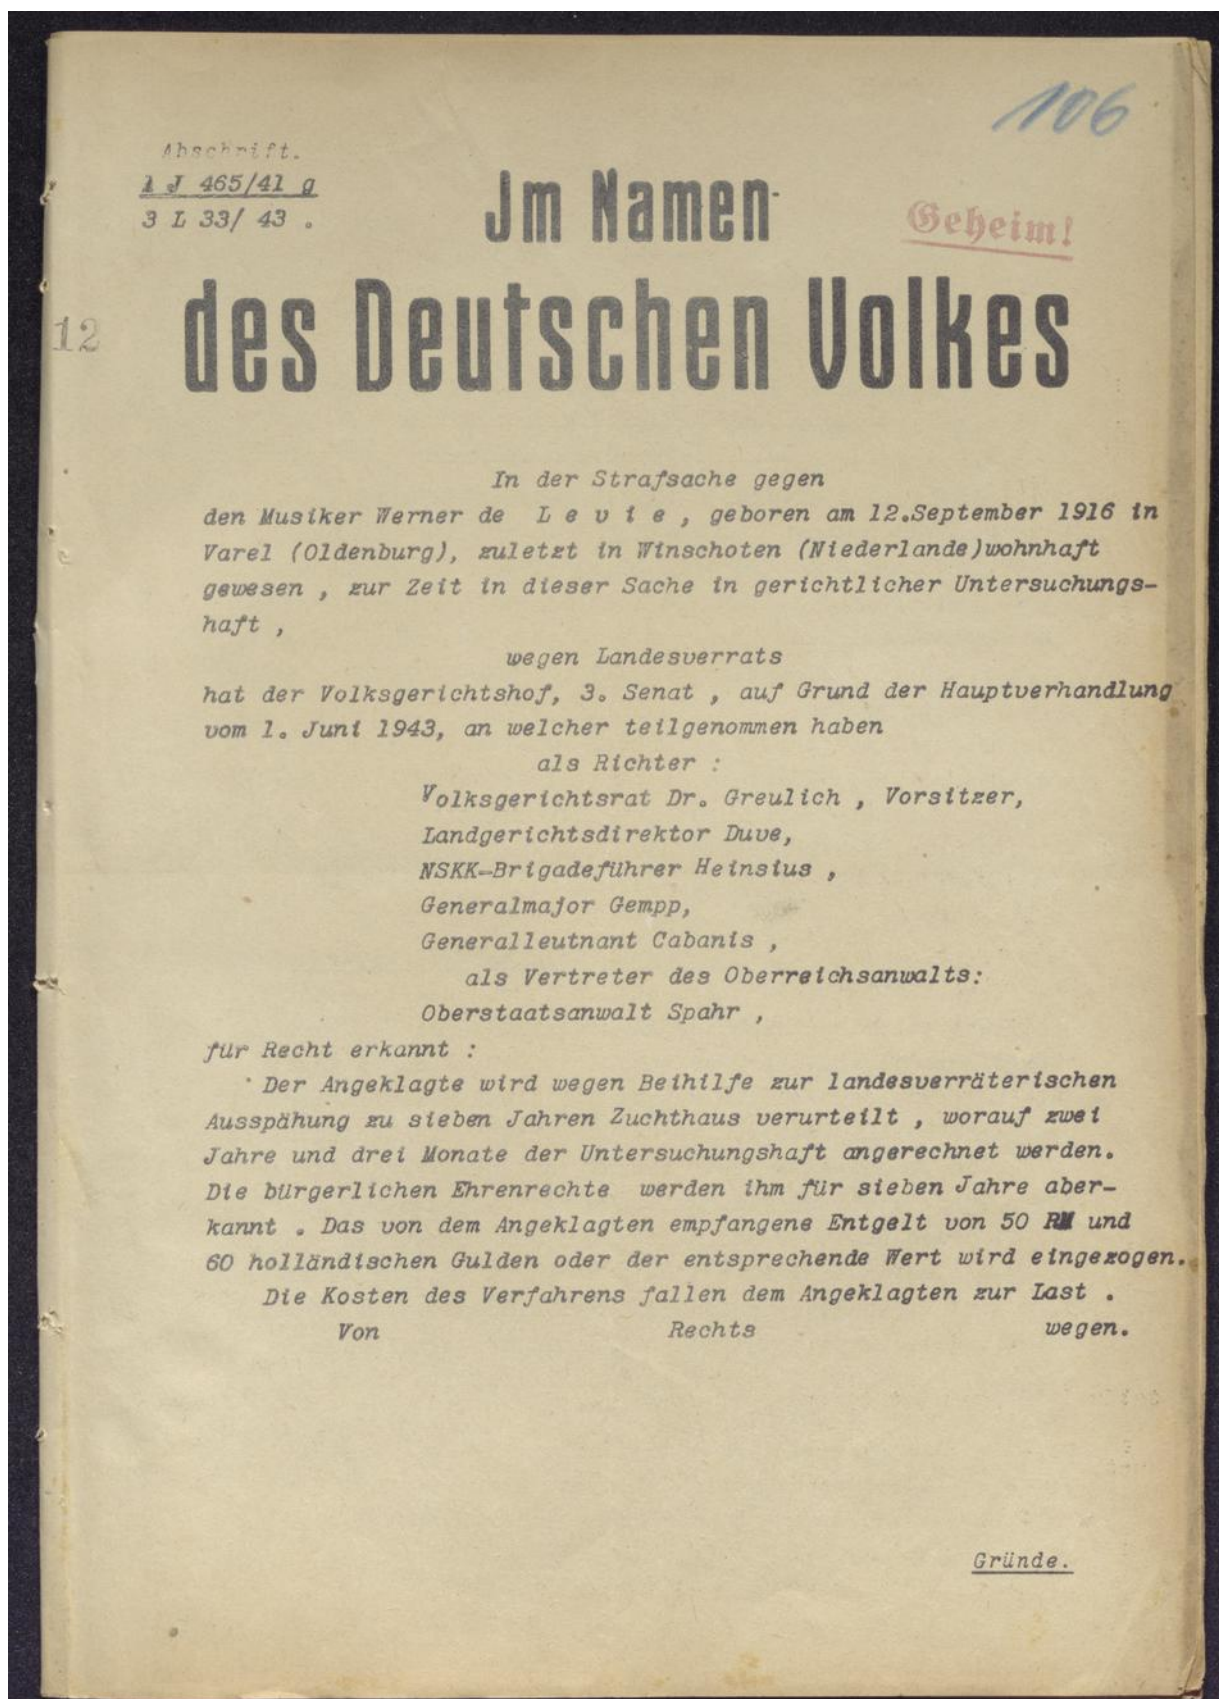 106
Abschrift.
1 J 465/41 g
3 L 33/ 43 .
Jm Namen
Geheim!
des Deutschen Volkes
12
In der Strafsache gegen
den Musiker Werner de L e v i e , geboren am 12.September 1916 in
Varel (Oldenburg), zuletzt in Winschoten (Niederlande)wohnhaft
gewesen , zur Zeit in dieser Sache in gerichtlicher Untersuchungs-
haft ,
wegen Landesverrats
hat der Volksgerichtshof, 3. Senat , auf Grund der Hauptverhandlung
vom 1. Juni 1943, an welcher teilgenommen haben
als Richter :
Volksgerichtsrat Dr. Greulich , Vorsitzer,
Landgerichtsdirektor Duve,
NSKK-Brigadeführer Heinsius ,
Generalmajor Gempp,
Generalleutnant Cabanis ,
als Vertreter des Oberreichsanwalts:
Oberstaatsanwalt Spahr ,
für Recht erkannt :
Der Angeklagte wird wegen Beihilfe zur landesverräterischen
Ausspähung zu sieben Jahren Zuchthaus verurteilt , worauf zwei
Jahre und drei Monate der Untersuchungshaft angerechnet werden.
Die bürgerlichen Ehrenrechte werden ihm für sieben Jahre aber-
kannt . Das von dem Angeklagten empfangene Entgelt von 50 RM und
60 holländischen Gulden oder der entsprechende Wert wird eingezogen.
Die Kosten des Verfahrens fallen dem Angeklagten zur Last .
Von Rechts wegen.
Gründe.